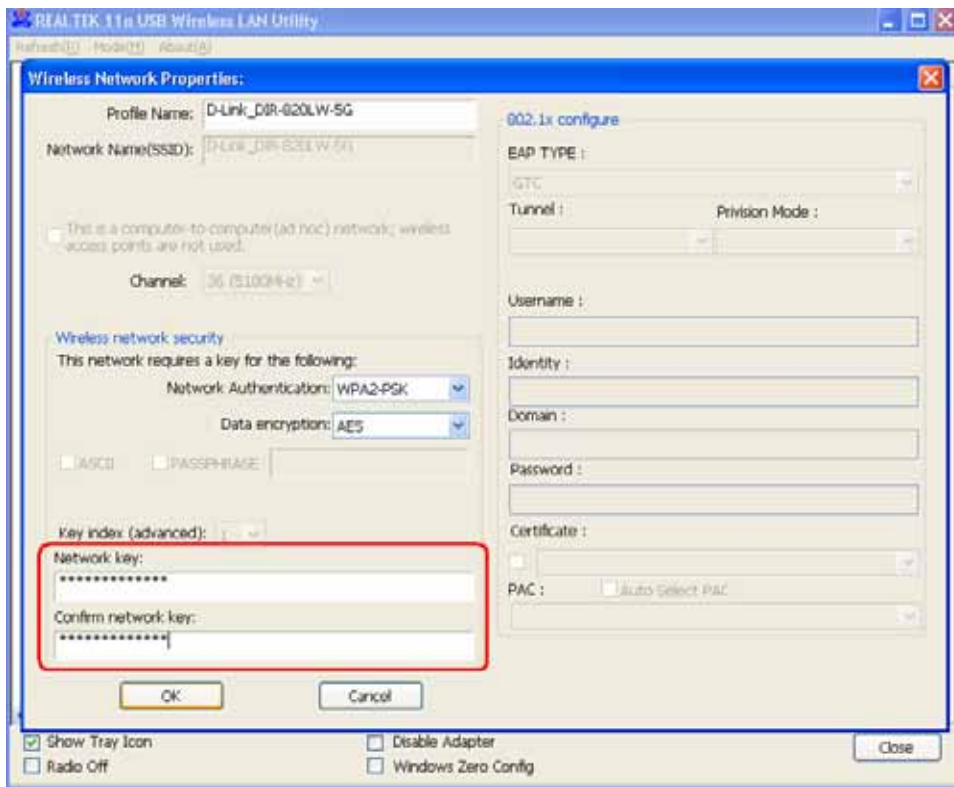 REALTEK 11n USB Wireless LAN Utility
Refresh(R) Mode(M) About(A)
Wireless Network Properties:
Profile Name: D-Link_DIR-820LW-5G
Network Name(SSID): D-Link_DIR-820LW-5G
This is a computer-to-computer(ad hoc) network; wireless
access points are not used.
Channel: 36 (5180MHz)
Wireless network security
This network requires a key for the following:
Network Authentication: WPA2-PSK
Data encryption: AES
ASCII PASSPHRASE
Key index (advanced):
Network key:
*************
Confirm network key:
*************
OK Cancel
802.1x configure
EAP TYPE :
GTC
Tunnel : Privision Mode :
Username :
Identity :
Domain :
Password :
Certificate :
PAC : Auto Select PAC
Show Tray Icon
Radio Off
Disable Adapter
Windows Zero Config
Close